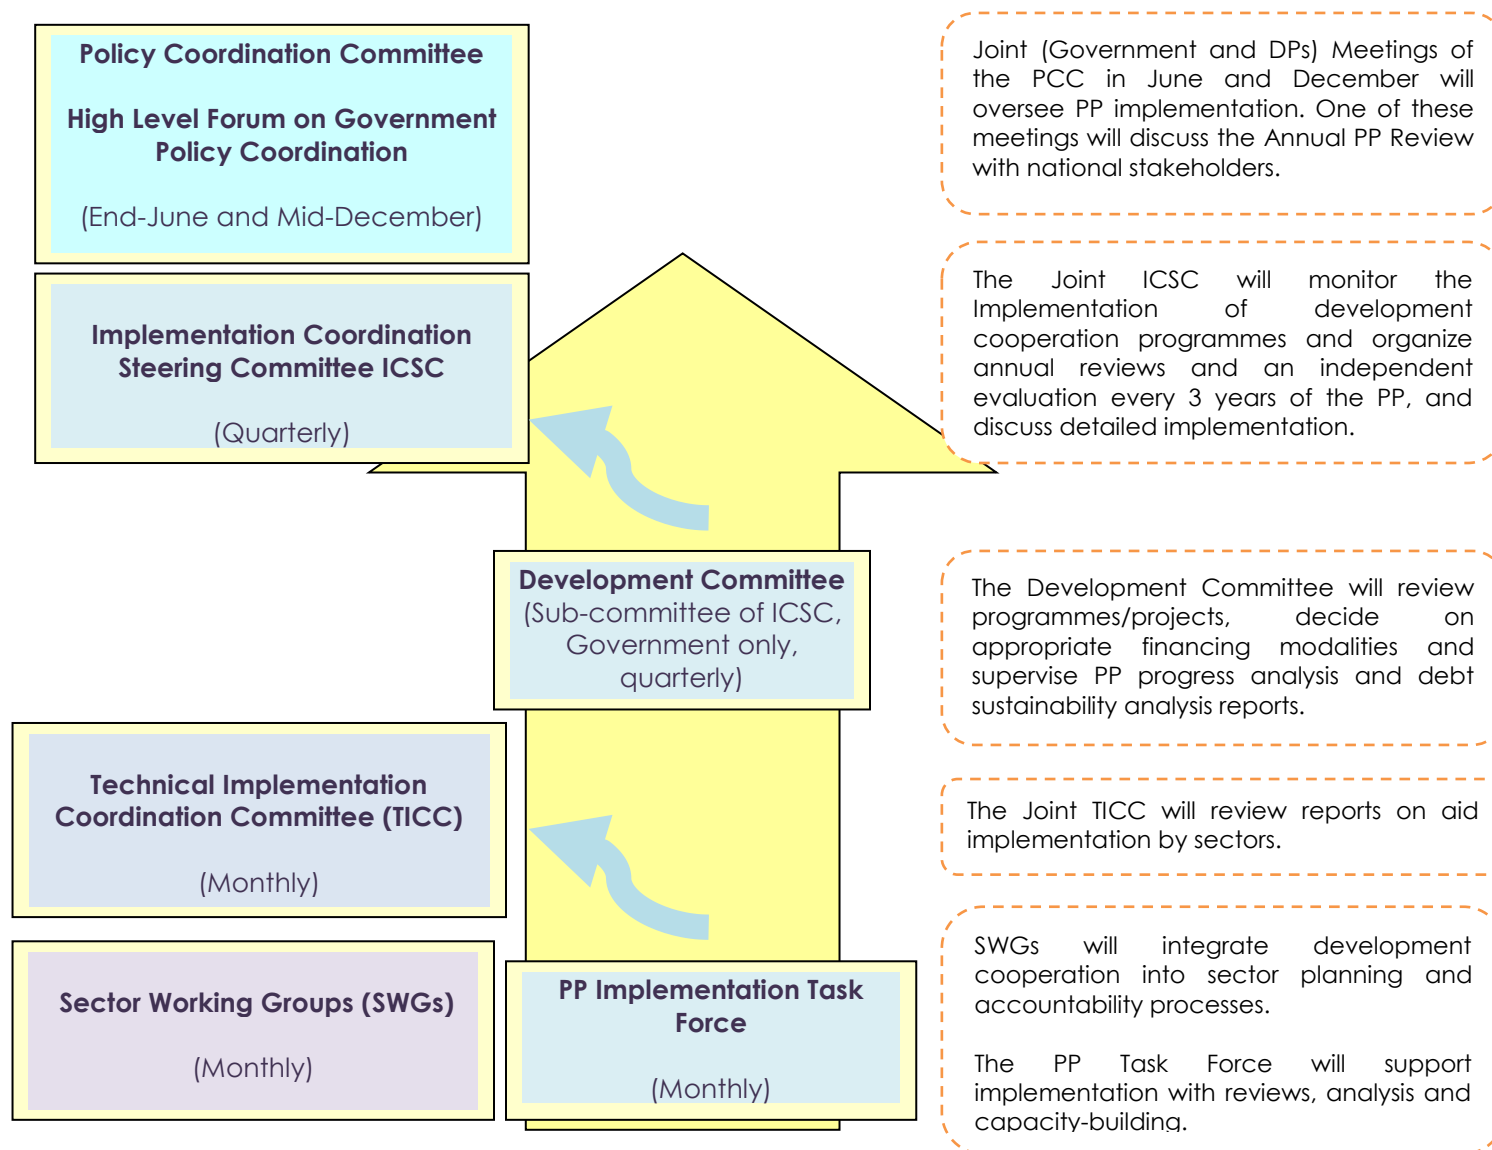 Policy Coordination Committee
High Level Forum on Government
Policy Coordination
(End-June and Mid-December)
Joint (Government and DPs) Meetings of
the PCC in June and December will
oversee PP implementation. One of these
meetings will discuss the Annual PP Review
with national stakeholders.
Implementation Coordination
Steering Committee ICSC
(Quarterly)
The Joint ICSC will monitor the
Implementation of development
cooperation programmes and organize
annual reviews and an independent
evaluation every 3 years of the PP, and
discuss detailed implementation.
Development Committee
(Sub-committee of ICSC,
Government only,
quarterly)
The Development Committee will review
programmes/projects, decide on
appropriate financing modalities and
supervise PP progress analysis and debt
sustainability analysis reports.
Technical Implementation
Coordination Committee (TICC)
(Monthly)
The Joint TICC will review reports on aid
implementation by sectors.
Sector Working Groups (SWGs)
(Monthly)
PP Implementation Task
Force
(Monthly)
SWGs will integrate development
cooperation into sector planning and
accountability processes.
The PP Task Force will support
implementation with reviews, analysis and
capacity-building.